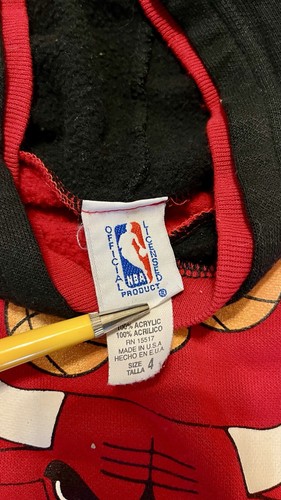 OFFICIAL LICENSED
NBA
PRODUCT ®
100% ACRYLIC
100% ACRILICO
RN 15517
MADE IN U.S.A
HECHO EN E.U.A
SIZE
TALLA 4